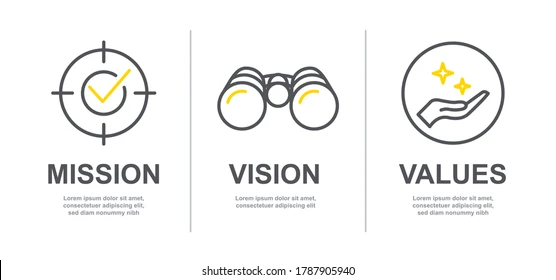 MISSION
Lorem ipsum dolor sit amet,
consectetuer adipiscing elit,
sed diam nonummy nibh
VISION
Lorem ipsum dolor sit amet,
consectetuer adipiscing elit
VALUES
Lorem ipsum dolor sit amet,
consectetuer adipiscing elit,
sed diam nonummy nibh
shutterstock.com · 1787905940